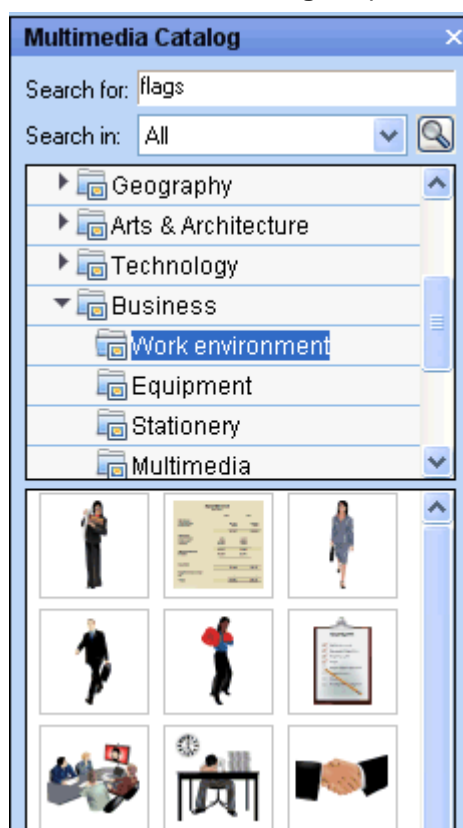 Multimedia Catalog
Search for: flags
Search in: All
Geography
Arts & Architecture
Technology
Business
Work environment
Equipment
Stationery
Multimedia